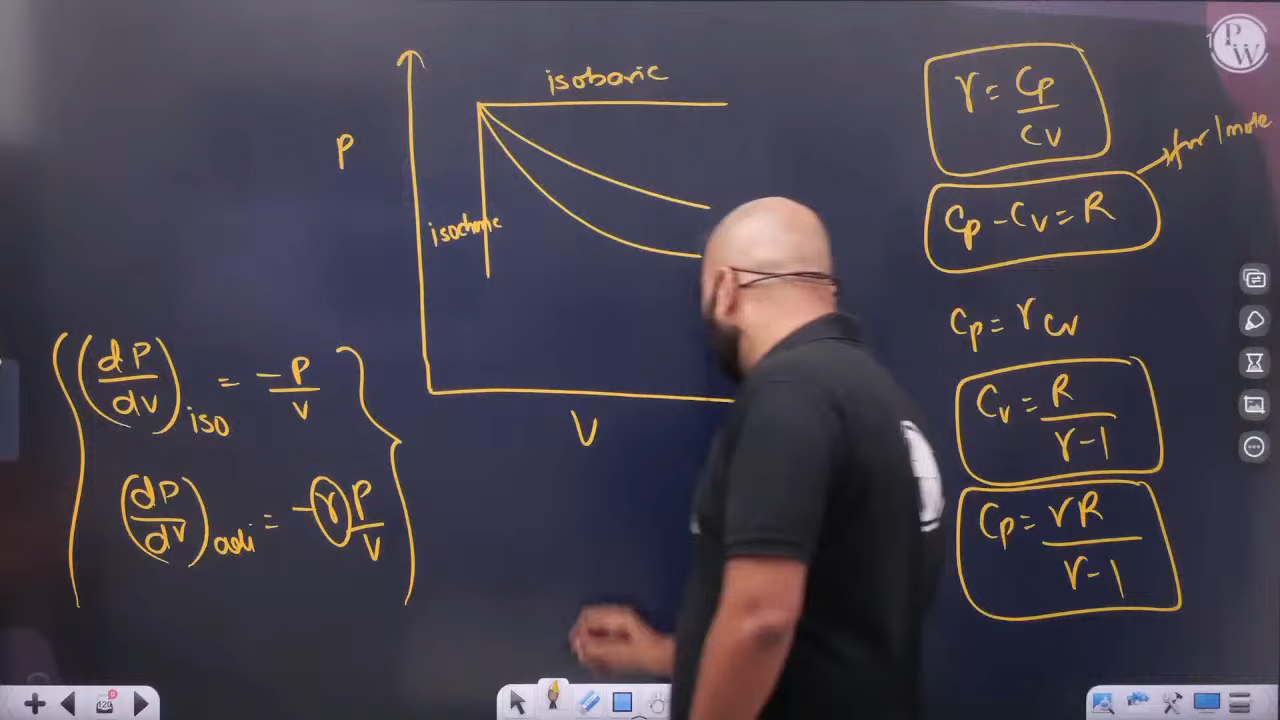 isobaric
P
isochoric
V
(dP/dV)iso = -P/V
(dP/dV)adi = -γP/V
γ = Cp/Cv
Cp - Cv = R
for 1 mole
Cp = γCv
Cv = R/γ-1
Cp = γR/γ-1
PW